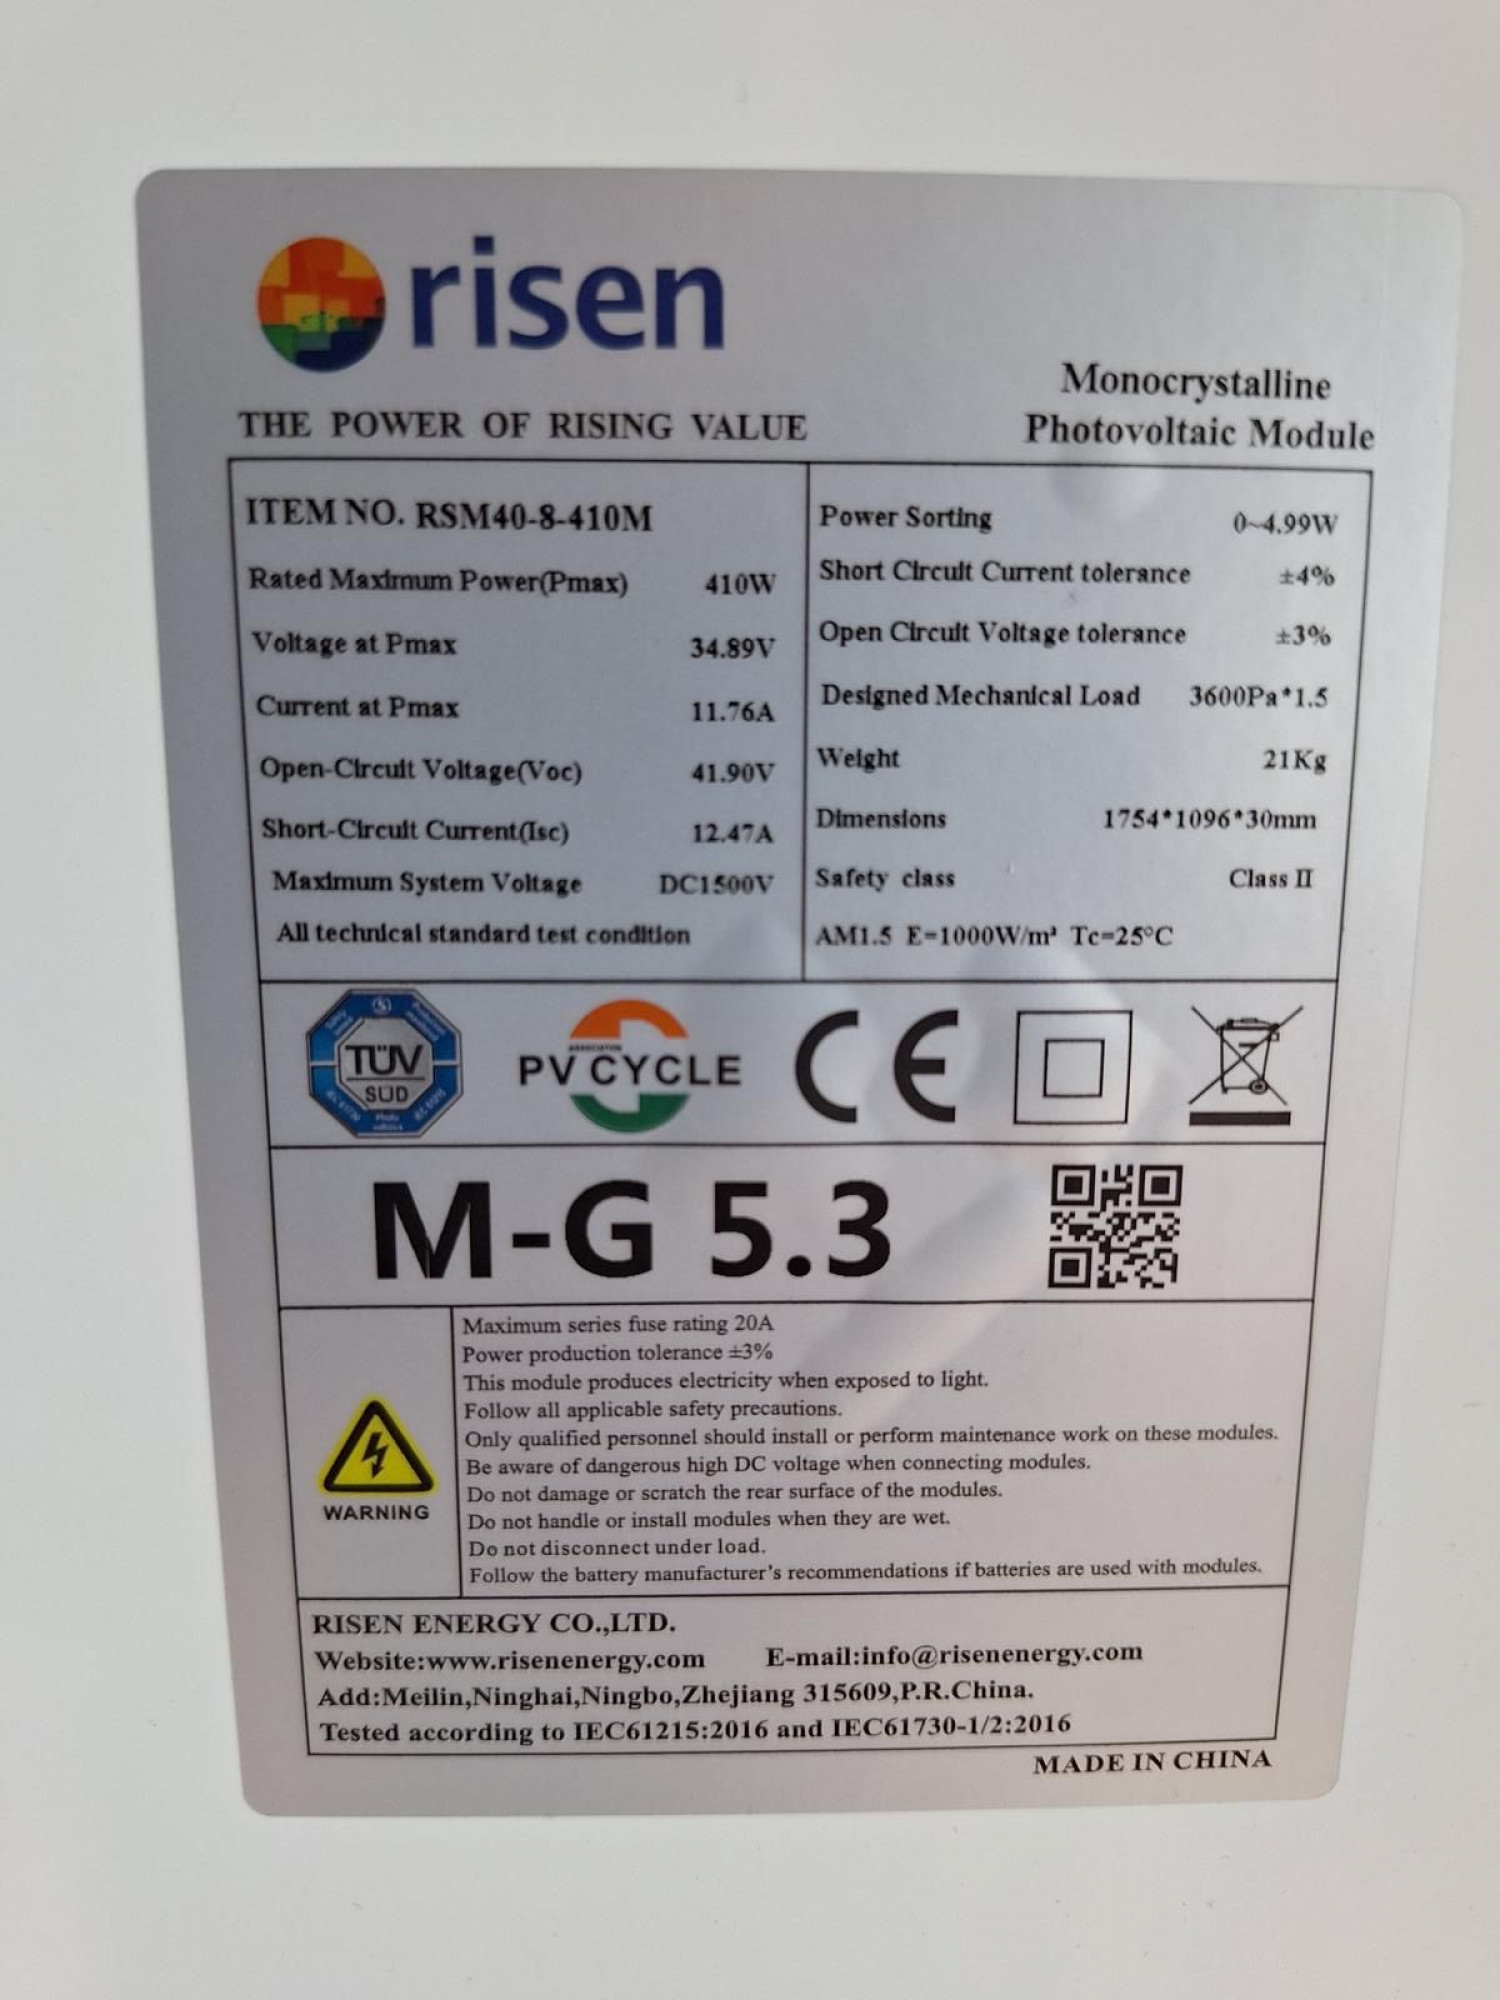 risen
THE POWER OF RISING VALUE
Monocrystalline
Photovoltaic Module
ITEM NO. RSM40-8-410M
Rated Maximum Power(Pmax) 410W
Voltage at Pmax 34.89V
Current at Pmax 11.76A
Open-Circuit Voltage(Voc) 41.90V
Short-Circuit Current(Isc) 12.47A
Maximum System Voltage DC1500V
All technical standard test condition
Power Sorting 0~4.99W
Short Circuit Current tolerance ±4%
Open Circuit Voltage tolerance ±3%
Designed Mechanical Load 3600Pa*1.5
Weight 21Kg
Dimensions 1754*1096*30mm
Safety class Class II
AM1.5 E=1000W/m² Tc=25°C
TÜV
SÜD
PV CYCLE
CE
M-G 5.3
WARNING
Maximum series fuse rating 20A
Power production tolerance ±3%
This module produces electricity when exposed to light.
Follow all applicable safety precautions.
Only qualified personnel should install or perform maintenance work on these modules.
Be aware of dangerous high DC voltage when connecting modules.
Do not damage or scratch the rear surface of the modules.
Do not handle or install modules when they are wet.
Do not disconnect under load.
Follow the battery manufacturer's recommendations if batteries are used with modules.
RISEN ENERGY CO.,LTD.
Website:www.risenenergy.com E-mail:info@risenenergy.com
Add:Meilin,Ninghai,Ningbo,Zhejiang 315609,P.R.China.
Tested according to IEC61215:2016 and IEC61730-1/2:2016
MADE IN CHINA